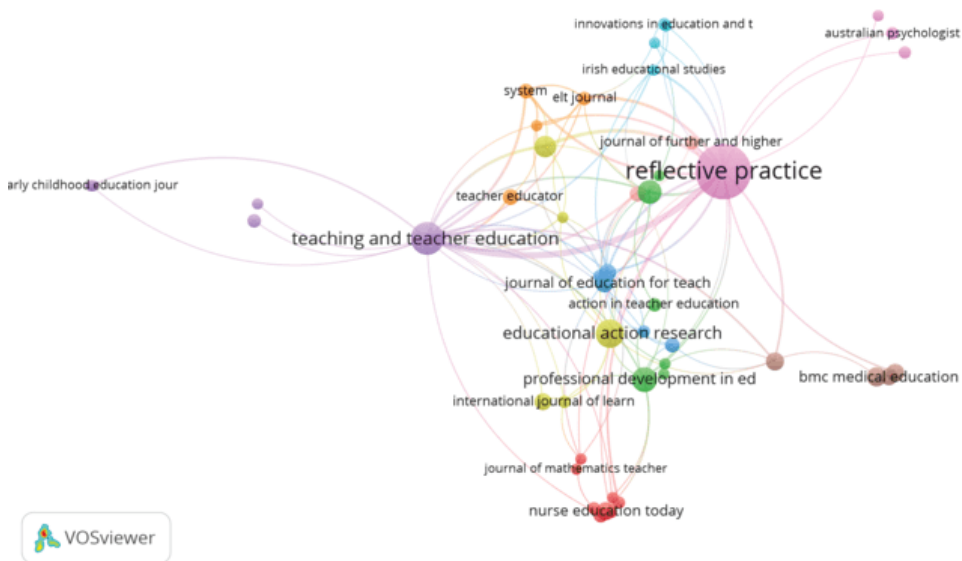 innovations in education and t
australian psychologist
irish educational studies
system
elt journal
journal of further and higher
reflective practice
arly childhood education jour
teacher educator
teaching and teacher education
journal of education for teach
action in teacher education
educational action research
professional development in ed
bmc medical education
international journal of learn
journal of mathematics teacher
nurse education today
VOSviewer